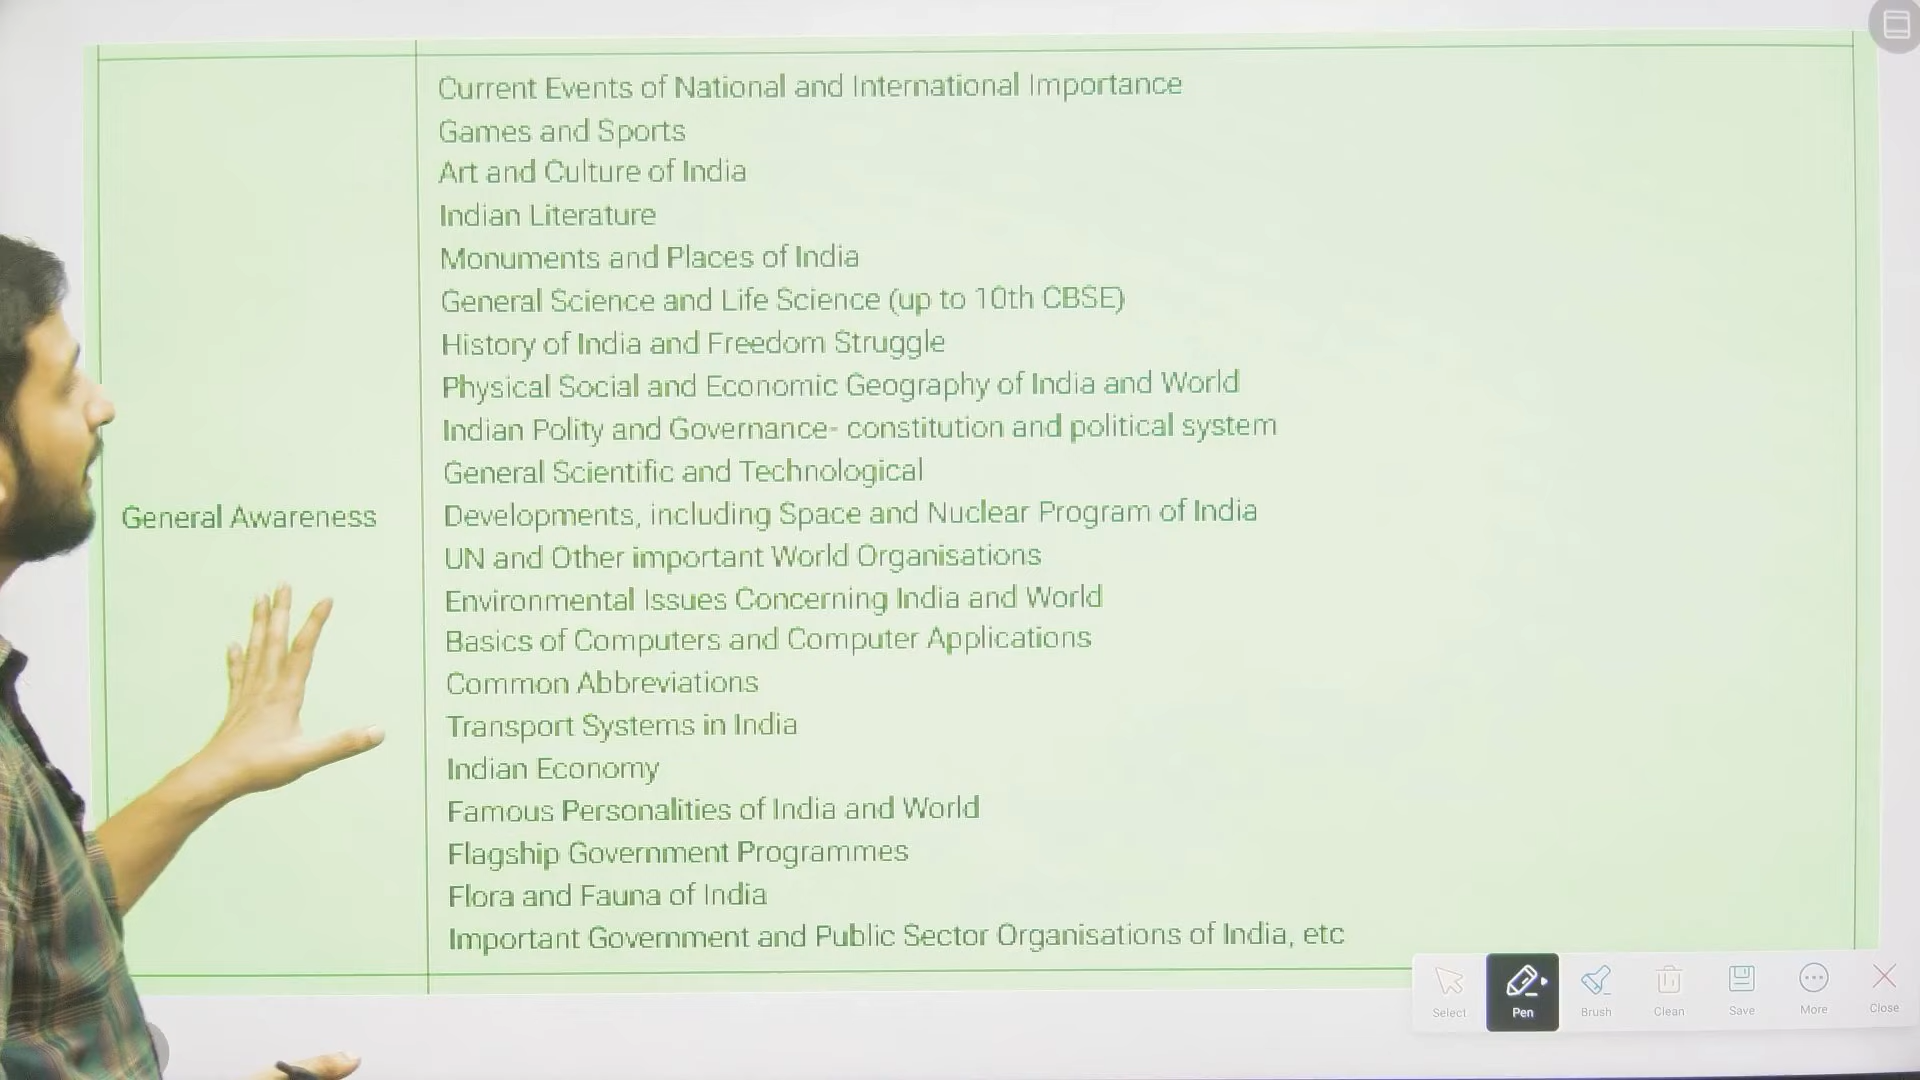 Current Events of National and International Importance
Games and Sports
Art and Culture of India
Indian Literature
Monuments and Places of India
General Science and Life Science (up to 10th CBSE)
History of India and Freedom Struggle
Physical Social and Economic Geography of India and World
Indian Polity and Governance- constitution and political system
General Scientific and Technological
General Awareness
Developments, including Space and Nuclear Program of India
UN and Other important World Organisations
Environmental Issues Concerning India and World
Basics of Computers and Computer Applications
Common Abbreviations
Transport Systems in India
Indian Economy
Famous Personalities of India and World
Flagship Government Programmes
Flora and Fauna of India
Important Government and Public Sector Organisations of India, etc
Select Pen Brush Clean Save More Close